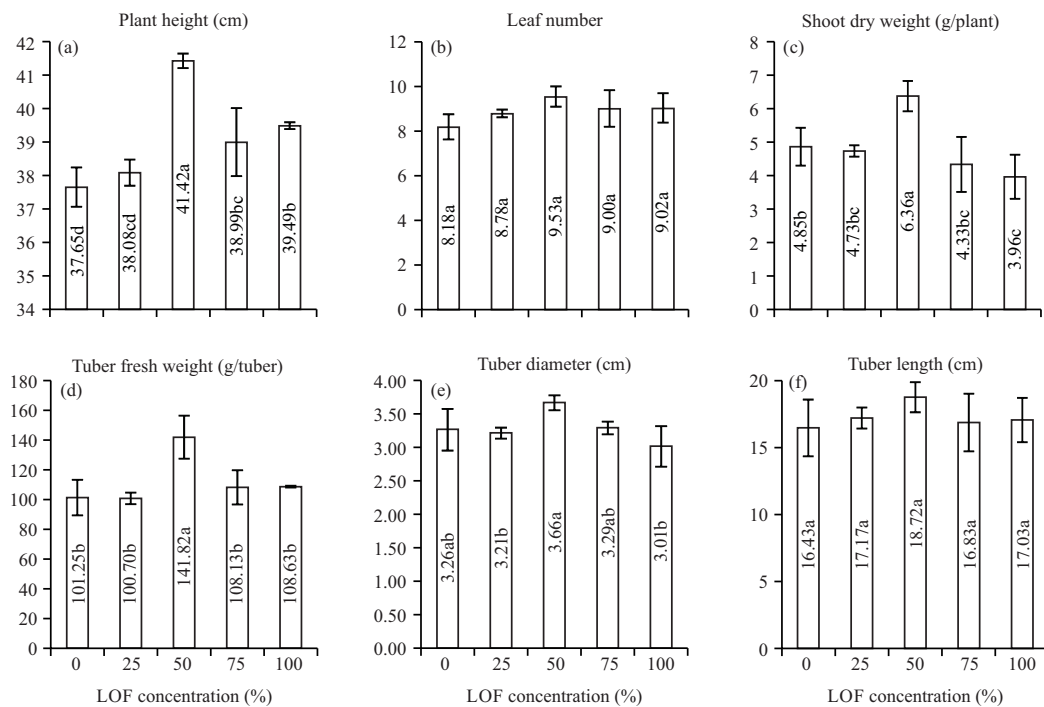 Plant height (cm)
(a)
42
41
40
39
38
37
36
35
34
37.65d
38.08cd
41.42a
38.99bc
39.49b
Leaf number
(b)
12
10
8
6
4
2
0
8.18a
8.78a
9.53a
9.00a
9.02a
Shoot dry weight (g/plant)
(c)
8
7
6
5
4
3
2
1
0
4.85b
4.73bc
6.36a
4.33bc
3.96c
Tuber fresh weight (g/tuber)
(d)
180
160
140
120
100
80
60
40
20
0
101.25b
100.70b
141.82a
108.13b
108.63b
0 25 50 75 100
LOF concentration (%)
Tuber diameter (cm)
(e)
4.00
3.50
3.00
2.50
2.00
1.50
1.00
0.50
0.00
3.26ab
3.21b
3.66a
3.29ab
3.01b
0 25 50 75 100
LOF concentration (%)
Tuber length (cm)
(f)
20
15
10
5
0
16.43a
17.17a
18.72a
16.83a
17.03a
0 25 50 75 100
LOF concentration (%)